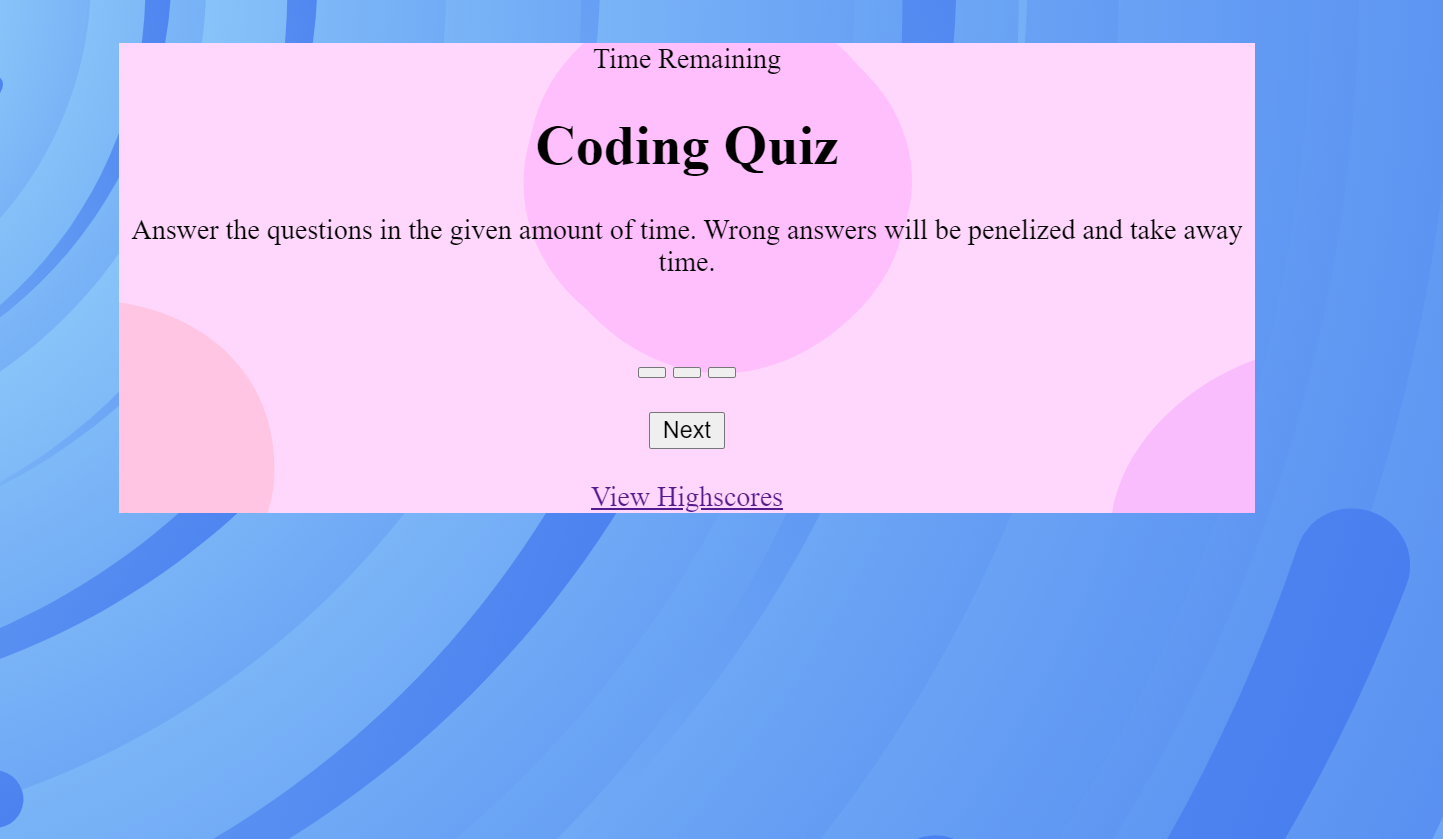 Time Remaining
Coding Quiz
Answer the questions in the given amount of time. Wrong answers will be penelized and take away
time.
Next
View Highscores